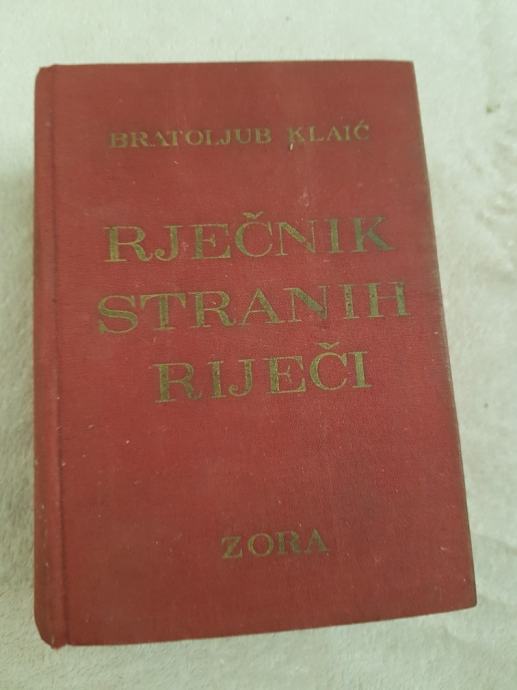 BRATOLJUB KLAIĆ
RJEČNIK
STRANIH
RIJEČI
ZORA